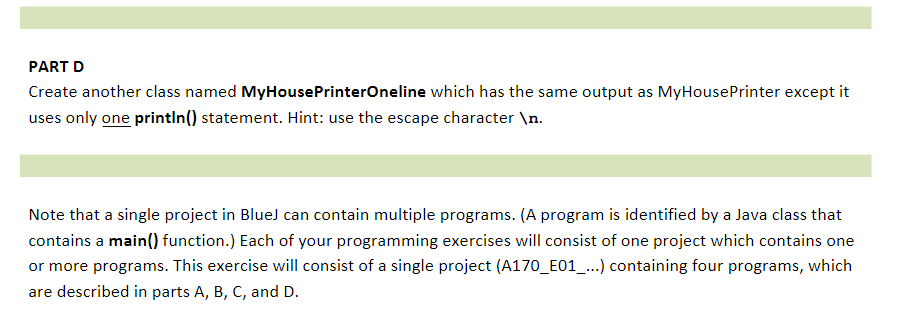 PART D
Create another class named MyHousePrinterOneline which has the same output as MyHousePrinter except it
uses only one println() statement. Hint: use the escape character \n.
Note that a single project in BlueJ can contain multiple programs. (A program is identified by a Java class that
contains a main() function.) Each of your programming exercises will consist of one project which contains one
or more programs. This exercise will consist of a single project (A170_E01_...) containing four programs, which
are described in parts A, B, C, and D.